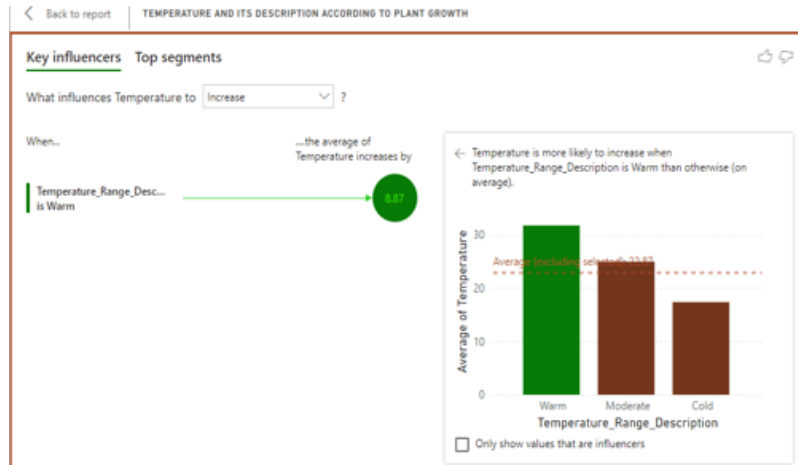 Back to report
TEMPERATURE AND ITS DESCRIPTION ACCORDING TO PLANT GROWTH
Key influencers Top segments
What influences Temperature to Increase ?
When...
....the average of
Temperature increases by
Temperature_Range_Desc...
is Warm
8.87
Temperature is more likely to increase when
Temperature_Range_Description is Warm than otherwise (on
average).
Average of Temperature
30
20
10
0
Average (excluding selected):
Warm Moderate Cold
Temperature_Range_Description
Only show values that are influencers